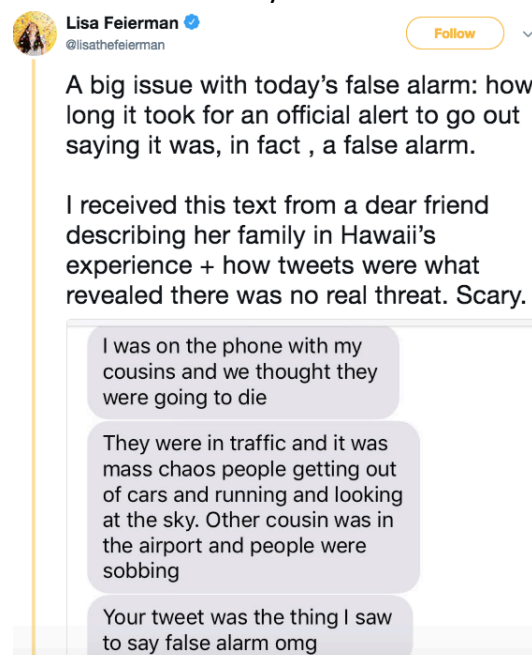 Lisa Feierman
@lisathefeierman
Follow
A big issue with today’s false alarm: how
long it took for an official alert to go out
saying it was, in fact , a false alarm.
I received this text from a dear friend
describing her family in Hawaii’s
experience + how tweets were what
revealed there was no real threat. Scary.
I was on the phone with my
cousins and we thought they
were going to die
They were in traffic and it was
mass chaos people getting out
of cars and running and looking
at the sky. Other cousin was in
the airport and people were
sobbing
Your tweet was the thing I saw
to say false alarm omg